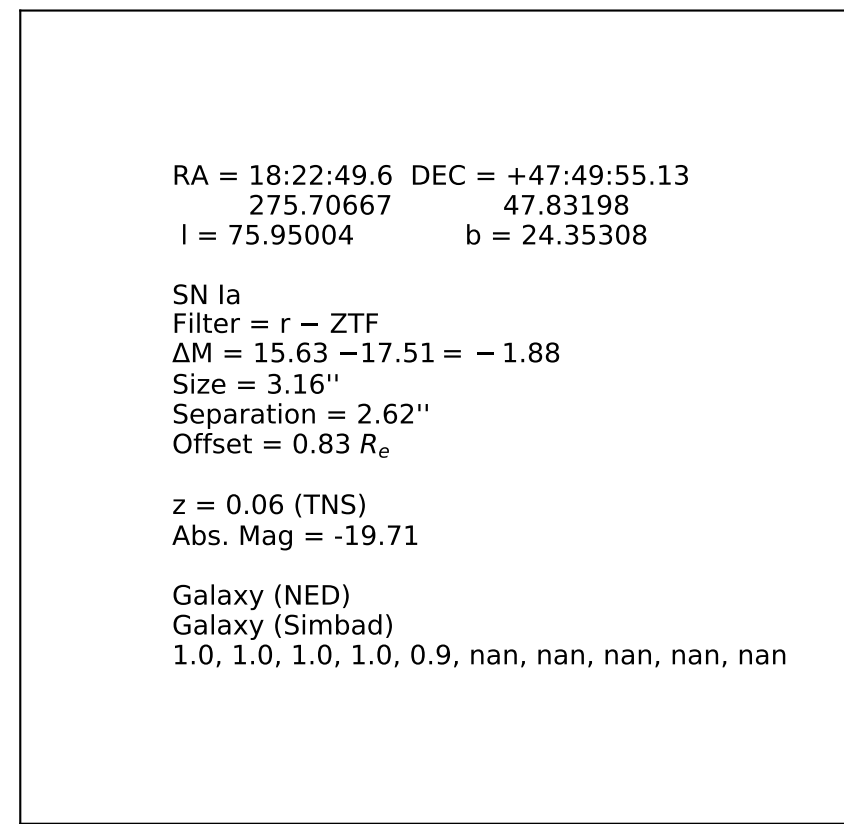 RA = 18:22:49.6  DEC = +47:49:55.13
275.70667 47.83198
l = 75.95004 b = 24.35308
SN Ia
Filter = r − ZTF
ΔM = 15.63 −17.51 = − 1.88
Size = 3.16''
Separation = 2.62''
Offset = 0.83 Rₑ
z = 0.06 (TNS)
Abs. Mag = -19.71
Galaxy (NED)
Galaxy (Simbad)
1.0, 1.0, 1.0, 1.0, 0.9, nan, nan, nan, nan, nan